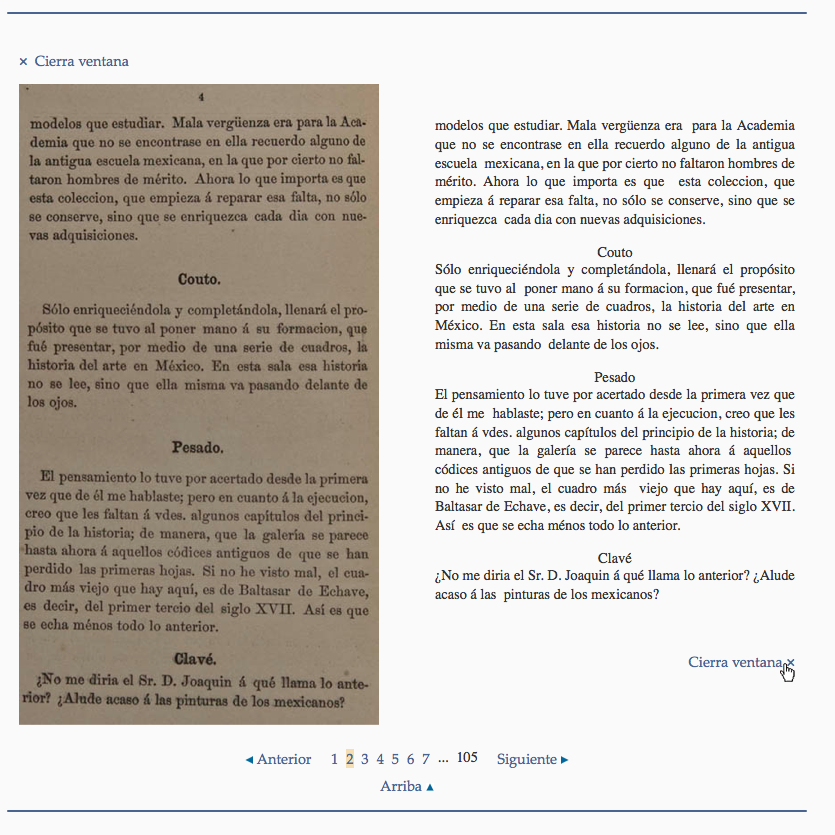 × Cierra ventana
4
modelos que estudiar. Mala vergüenza era para la Aca-
demia que no se encontrase en ella recuerdo alguno de
la antigua escuela mexicana, en la que por cierto no fal-
taron hombres de mérito. Ahora lo que importa es que
esta coleccion, que empieza á reparar esa falta, no sólo
se conserve, sino que se enriquezca cada dia con nue-
vas adquisiciones.
Couto.
Sólo enriqueciéndola y completándola, llenará el pro-
pósito que se tuvo al poner mano á su formacion, que
fué presentar, por medio de una serie de cuadros, la
historia del arte en México. En esta sala esa historia
no se lee, sino que ella misma va pasando delante de
los ojos.
Pesado.
El pensamiento lo tuve por acertado desde la primera
vez que de él me hablaste; pero en cuanto á la ejecucion,
creo que les faltan á vdes. algunos capítulos del princi-
pio de la historia; de manera, que la galería se parece
hasta ahora á aquellos códices antiguos de que se han
perdido las primeras hojas. Si no he visto mal, el cua-
dro más viejo que hay aquí, es de Baltasar de Echave,
es decir, del primer tercio del siglo XVII. Así es que
se echa ménos todo lo anterior.
Clavé.
¿No me diria el Sr. D. Joaquin á qué llama lo ante-
rior? ¿Alude acaso á las pinturas de los mexicanos?
modelos que estudiar. Mala vergüenza era para la Academia
que no se encontrase en ella recuerdo alguno de la antigua
escuela mexicana, en la que por cierto no faltaron hombres de
mérito. Ahora lo que importa es que esta coleccion, que
empieza á reparar esa falta, no sólo se conserve, sino que se
enriquezca cada dia con nuevas adquisiciones.
Couto
Sólo enriqueciéndola y completándola, llenará el propósito
que se tuvo al poner mano á su formacion, que fué presentar,
por medio de una serie de cuadros, la historia del arte en
México. En esta sala esa historia no se lee, sino que ella
misma va pasando delante de los ojos.
Pesado
El pensamiento lo tuve por acertado desde la primera vez que
de él me hablaste; pero en cuanto á la ejecucion, creo que les
faltan á vdes. algunos capítulos del principio de la historia; de
manera, que la galería se parece hasta ahora á aquellos
códices antiguos de que se han perdido las primeras hojas. Si
no he visto mal, el cuadro más viejo que hay aquí, es de
Baltasar de Echave, es decir, del primer tercio del siglo XVII.
Así es que se echa ménos todo lo anterior.
Clavé
¿No me diria el Sr. D. Joaquin á qué llama lo anterior? ¿Alude
acaso á las pinturas de los mexicanos?
Cierra ventana ×
◄ Anterior 1 2 3 4 5 6 7 ... 105 Siguiente ►
Arriba ▲